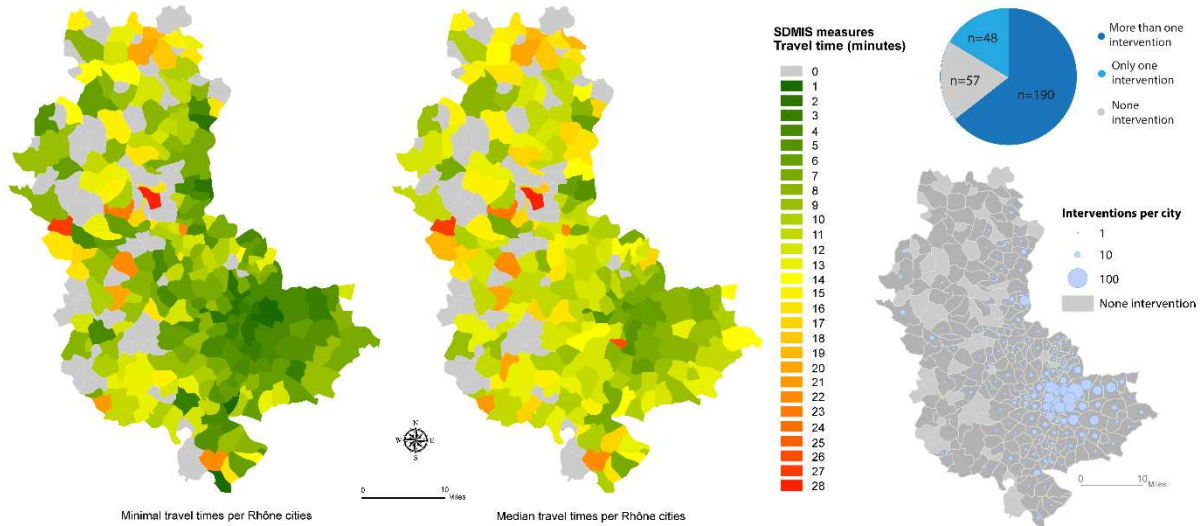 SDMIS measures
Travel time (minutes)
0
1
2
3
4
5
6
7
8
9
10
11
12
13
14
15
16
17
18
19
20
21
22
23
24
25
26
27
28
n=48
n=57
n=190
More than one
intervention
Only one
intervention
None
intervention
Interventions per city
1
10
100
None intervention
N
W E
S
0 10
Miles
0 10
Miles
Minimal travel times per Rhône cities
Median travel times per Rhône cities